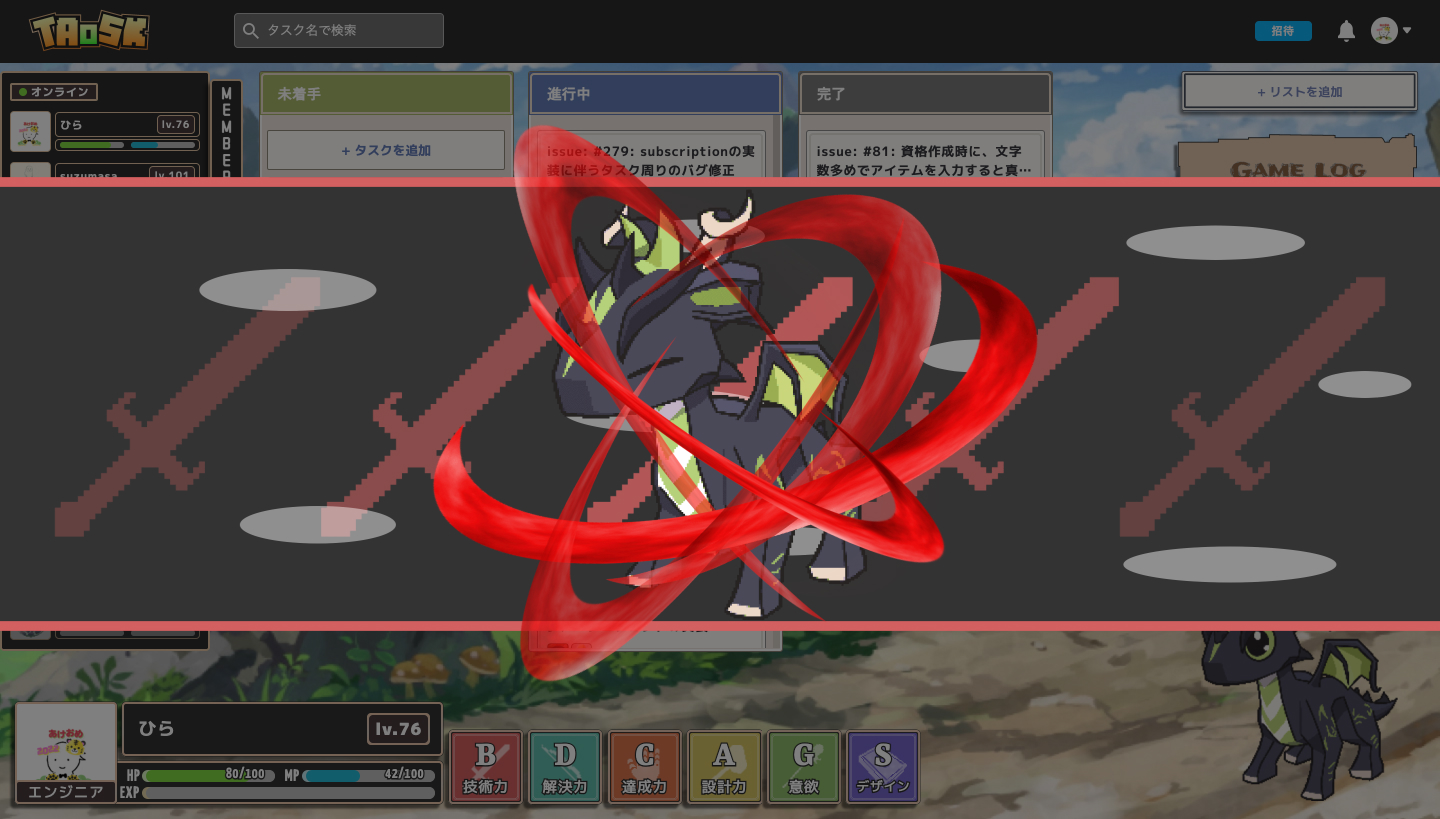 TAOSK
タスク名で検索
招待
オンライン
ひら
lv.76
suzumasa
lv.101
MEMBER
未着手
+ タスクを追加
進行中
issue: #279: subscriptionの実
装に伴うタスク周りのバグ修正
完了
issue: #81: 資格作成時に、文字
数多めでアイテムを入力すると真…
+ リストを追加
GAME LOG
あけおめ
2022
エンジニア
ひら
lv.76
HP 80/100 MP 42/100
EXP
B
技術力
D
解決力
C
達成力
A
設計力
G
意欲
S
デザイン